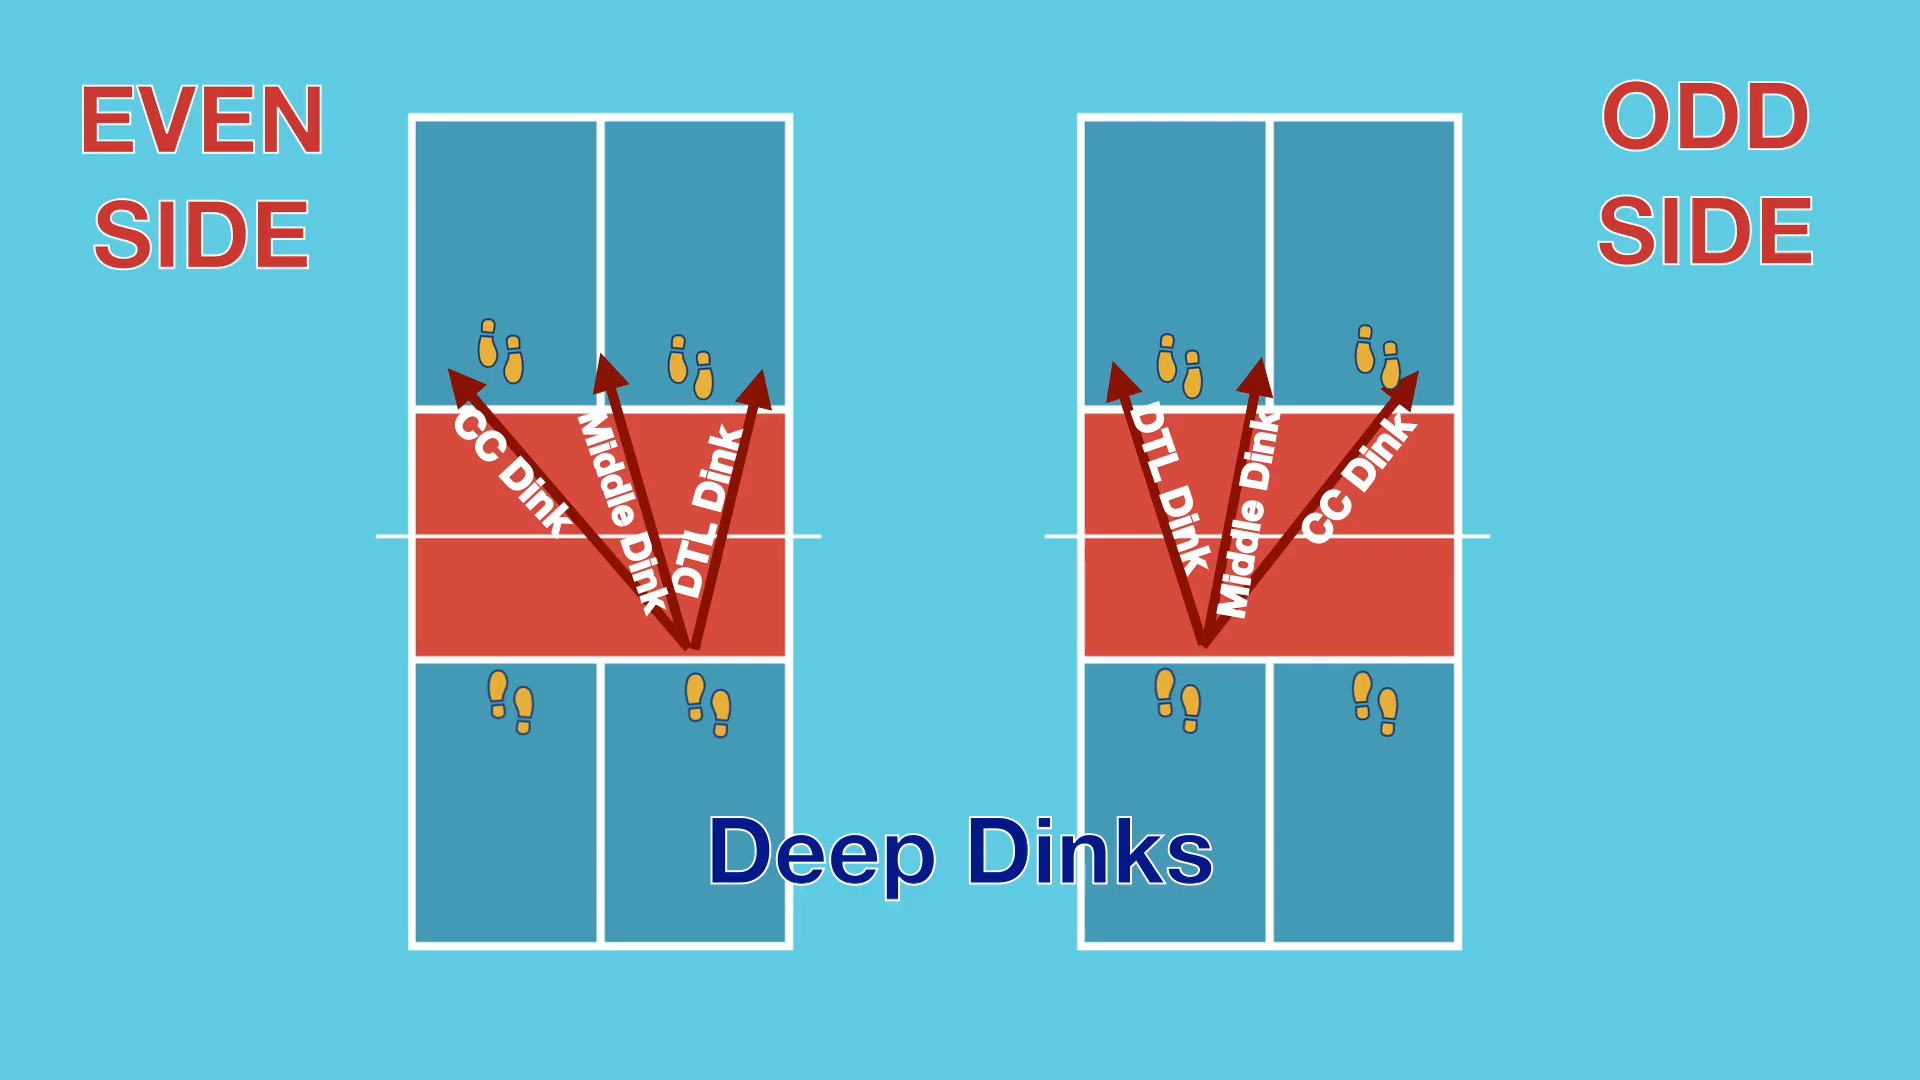 EVEN
SIDE
ODD
SIDE
CC Dink
Middle Dink
DTL Dink
DTL Dink
Middle Dink
CC Dink
Deep Dinks